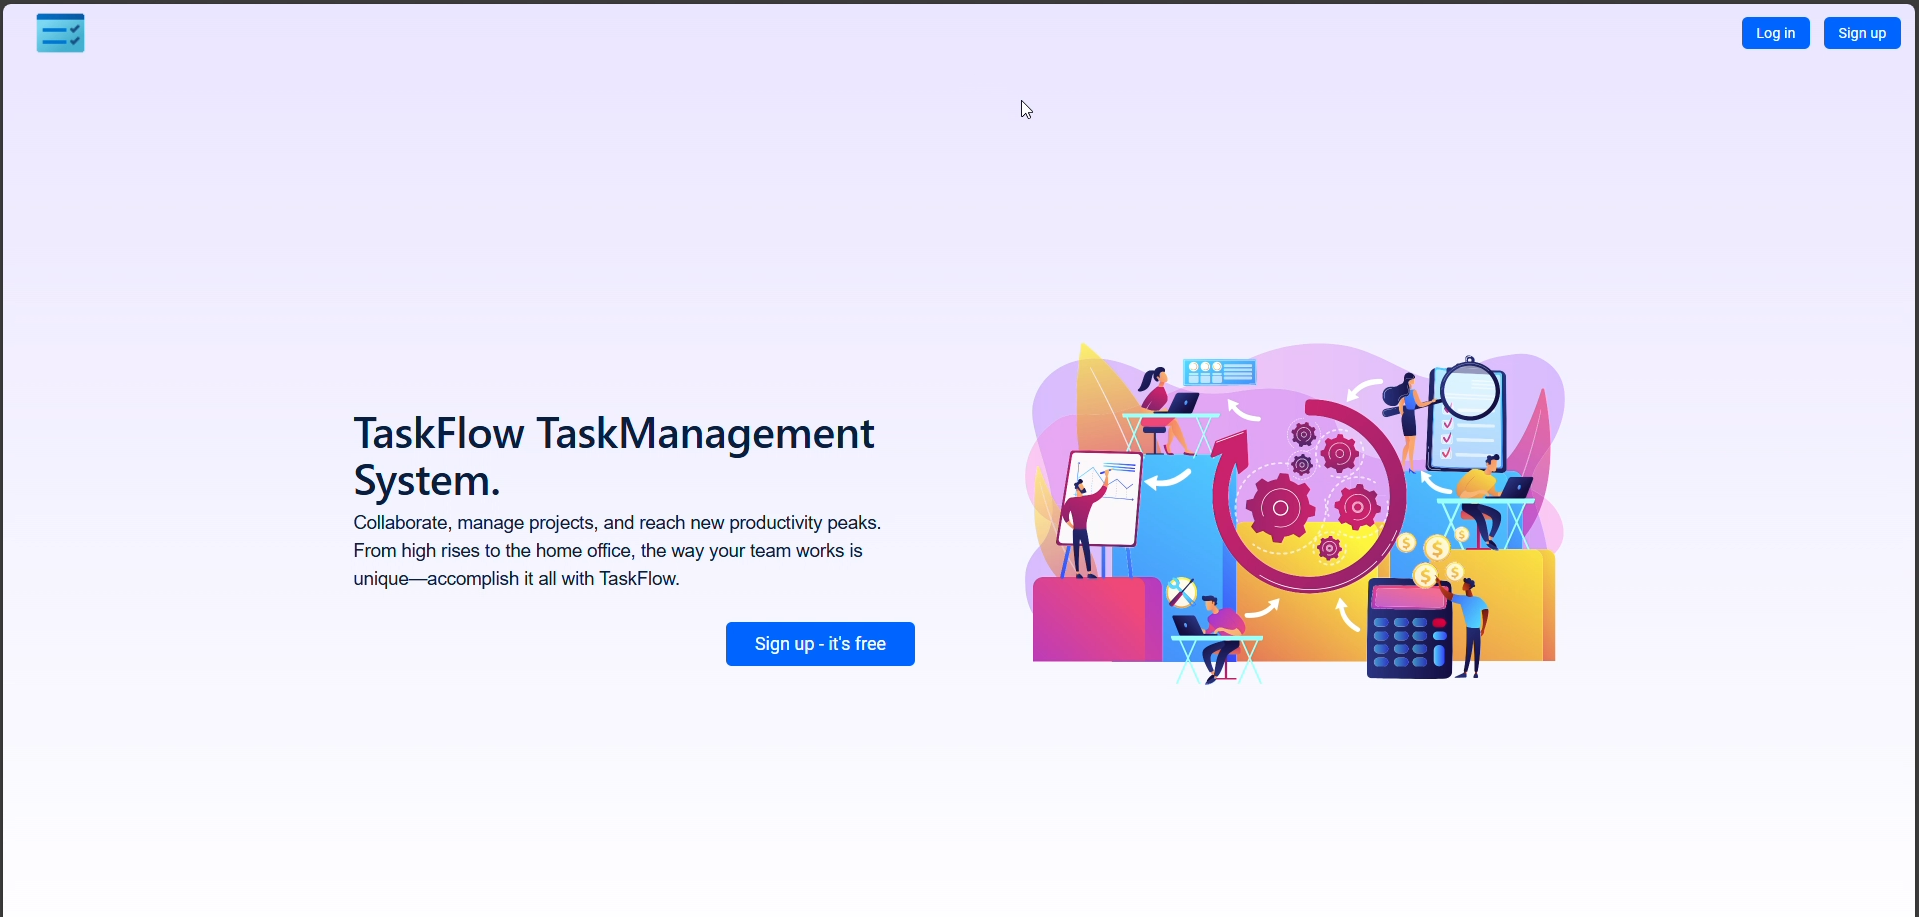 Log in
Sign up
TaskFlow TaskManagement
System.
Collaborate, manage projects, and reach new productivity peaks.
From high rises to the home office, the way your team works is
unique—accomplish it all with TaskFlow.
Sign up - it's free